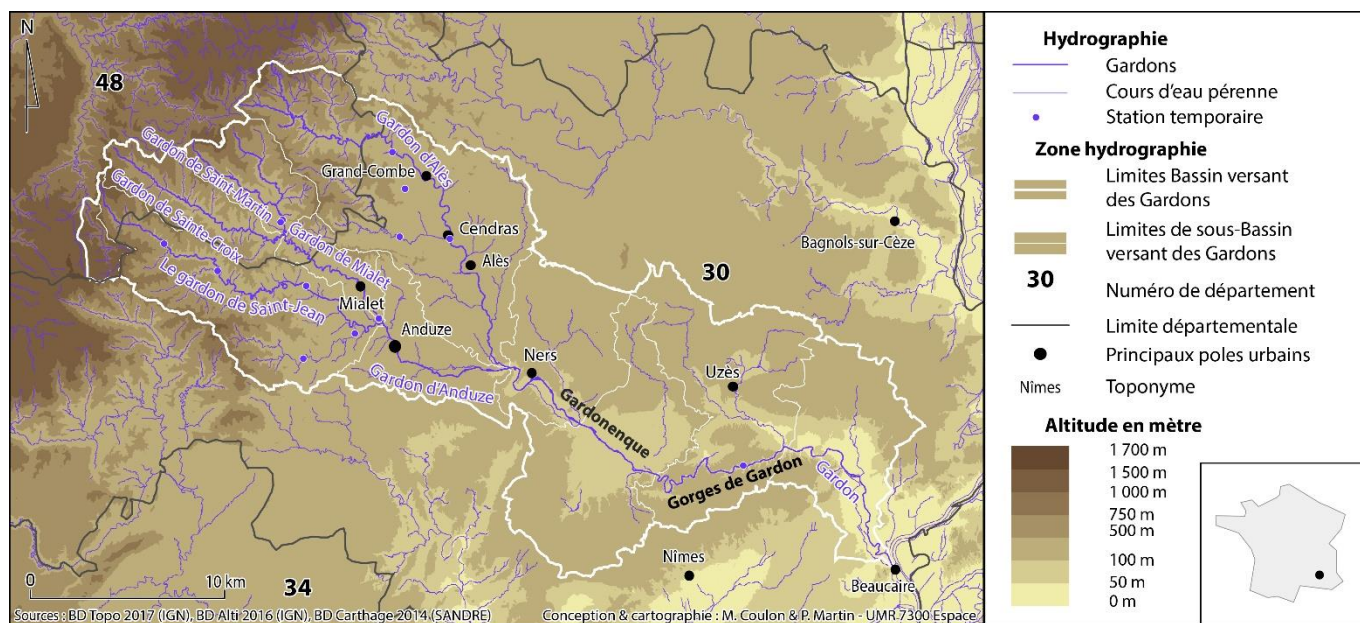 N
48
Gardon d'Alès
Grand-Combe
Gardon de Saint-Martin
Gardon de Sainte-Croix
Cendras
Bagnols-sur-Cèze
Gardon de Mialet
Alès
30
Le gardon de Saint-Jean
Mialet
Anduze
Ners
Uzès
Gardon d'Anduze
Gardonenque
Gorges de Gardon
Gardon
Nîmes
Beaucaire
0
10 km
34
Sources : BD Topo 2017 (IGN), BD Alti 2016 (IGN), BD Carthage 2014 (SANDRE)
Conception & cartographie : M. Coulon & P. Martin - UMR 7300 Espace
Hydrographie
Gardons
Cours d'eau pérenne
Station temporaire
Zone hydrographie
Limites Bassin versant
des Gardons
Limites de sous-Bassin
versant des Gardons
30 Numéro de département
Limite départementale
Principaux poles urbains
Nîmes Toponyme
Altitude en mètre
1 700 m
1 500 m
1 000 m
750 m
500 m
100 m
50 m
0 m